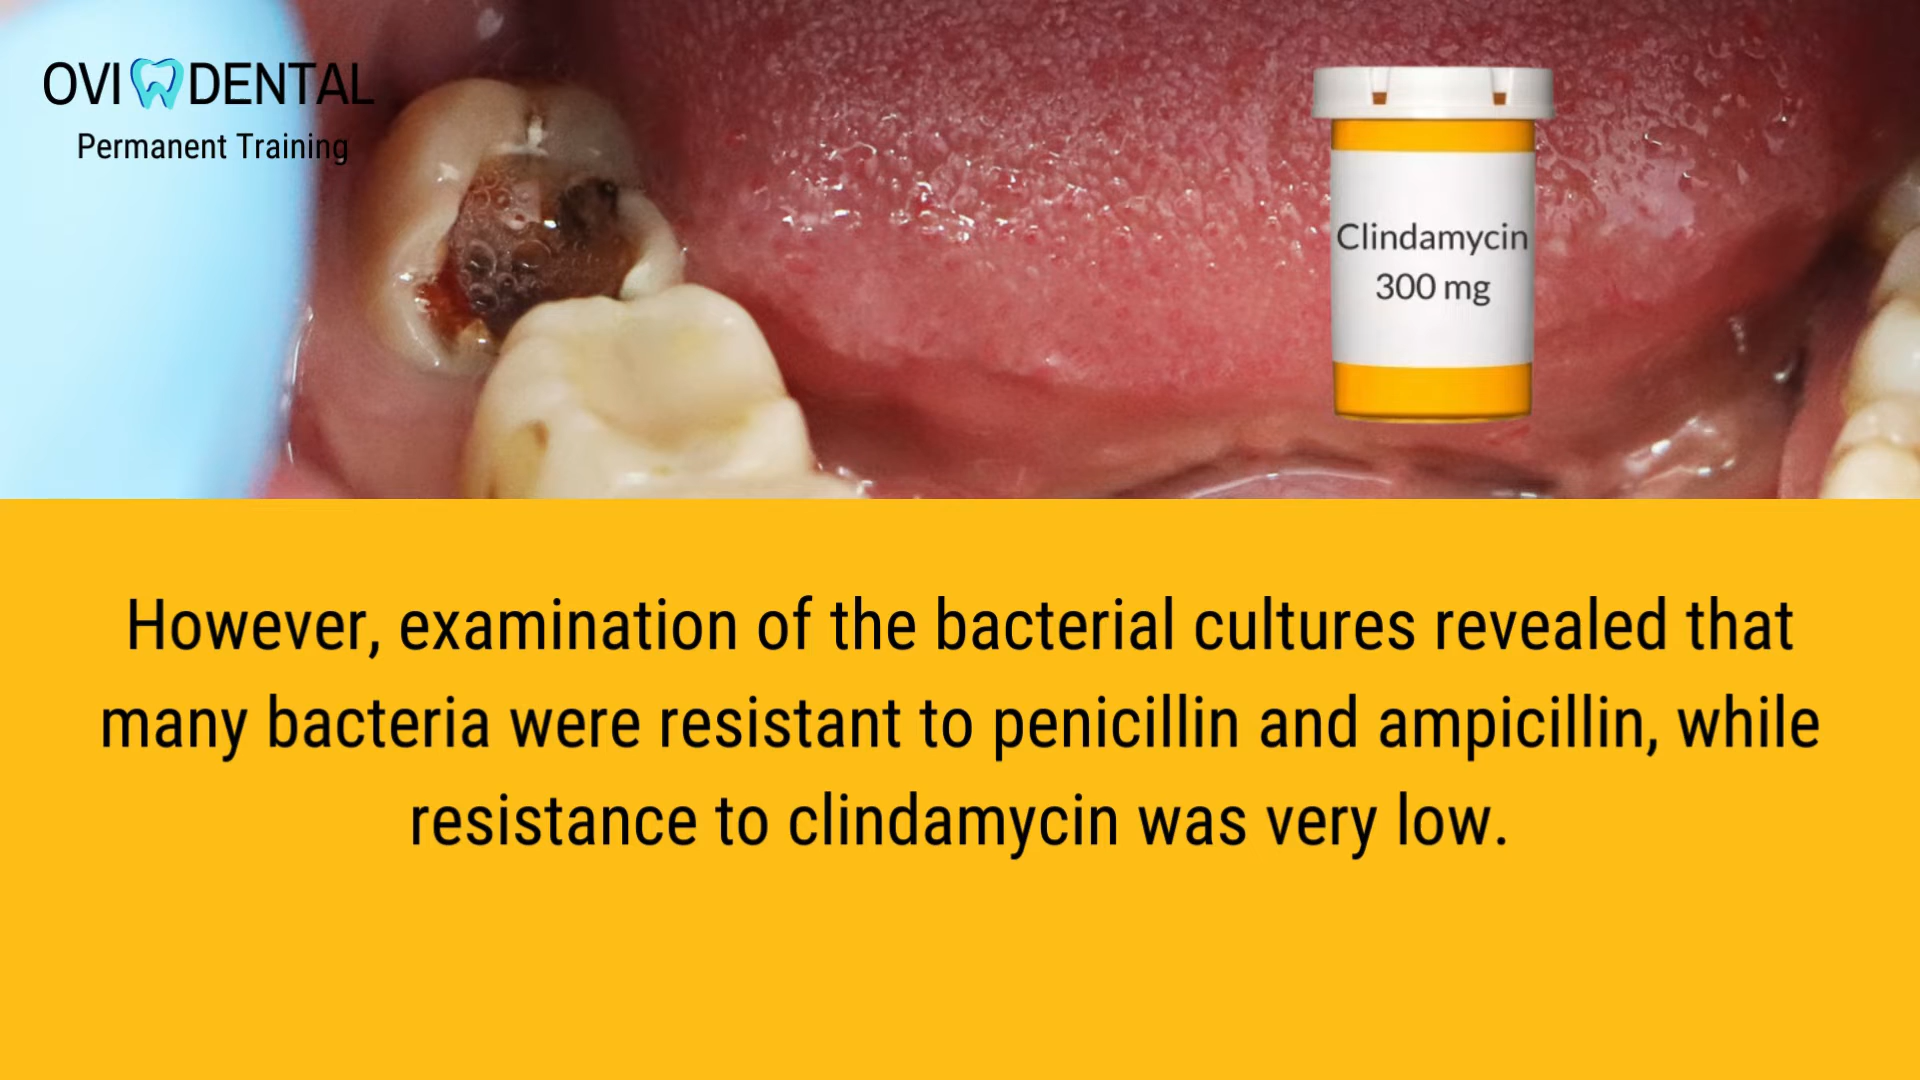 OVI DENTAL
Permanent Training
Clindamycin
300 mg
However, examination of the bacterial cultures revealed that
many bacteria were resistant to penicillin and ampicillin, while
resistance to clindamycin was very low.